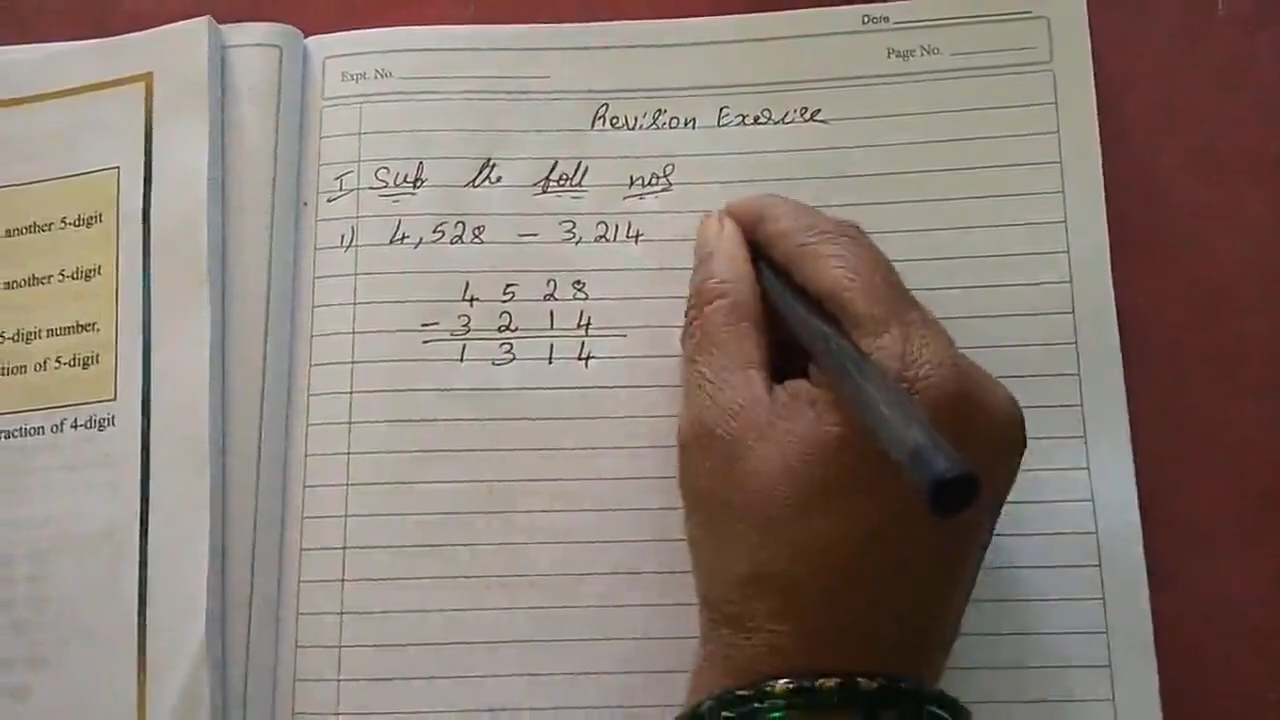 another 5-digit
another 5-digit
5-digit number,
tion of 5-digit
raction of 4-digit
Date
Page No.
Expt. No.
Revision Exercise
I Sub the foll nos
1) 4,528 - 3,214
4 5 2 8
- 3 2 1 4
1 3 1 4